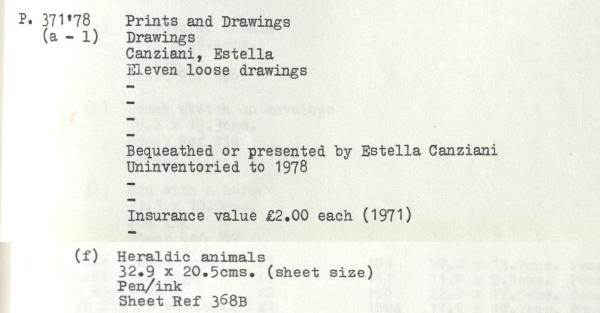 P. 371'78 Prints and Drawings
(a - l) Drawings
Canziani, Estella
Eleven loose drawings
-
-
-
-
Bequeathed or presented by Estella Canziani
Uninventoried to 1978
-
-
Insurance value £2.00 each (1971)
-
(f) Heraldic animals
32.9 x 20.5cms. (sheet size)
Pen/ink
Sheet Ref 368B